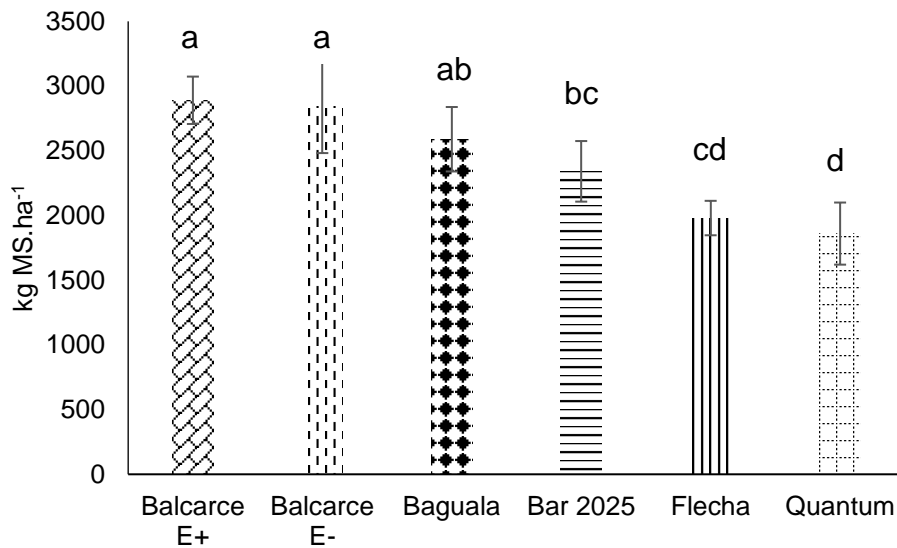 3500
3000
2500
2000
1500
1000
500
0
kg MS.ha⁻¹
a
a
ab
bc
cd
d
Balcarce
E+
Balcarce
E-
Baguala
Bar 2025
Flecha
Quantum